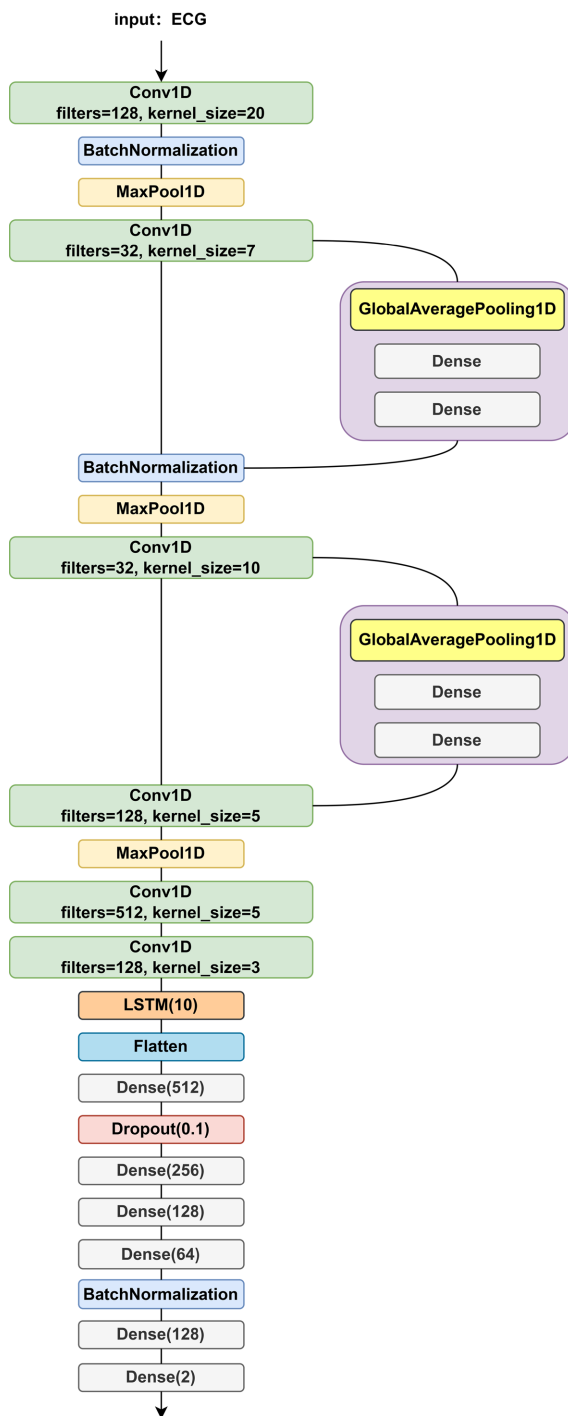 input: ECG
Conv1D
filters=128, kernel_size=20
BatchNormalization
MaxPool1D
Conv1D
filters=32, kernel_size=7
GlobalAveragePooling1D
Dense
Dense
BatchNormalization
MaxPool1D
Conv1D
filters=32, kernel_size=10
GlobalAveragePooling1D
Dense
Dense
Conv1D
filters=128, kernel_size=5
MaxPool1D
Conv1D
filters=512, kernel_size=5
Conv1D
filters=128, kernel_size=3
LSTM(10)
Flatten
Dense(512)
Dropout(0.1)
Dense(256)
Dense(128)
Dense(64)
BatchNormalization
Dense(128)
Dense(2)